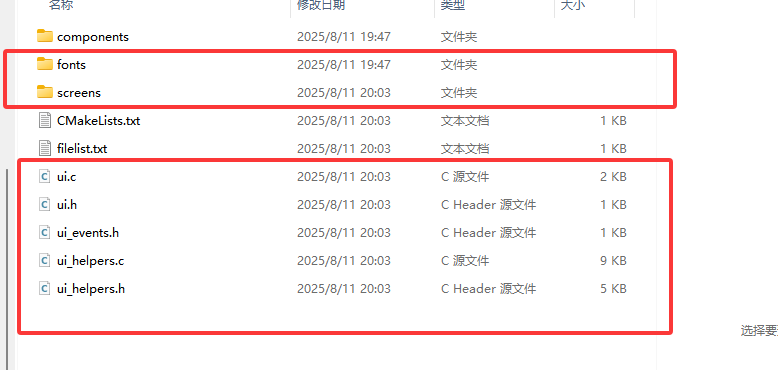 名称 修改日期 类型 大小
components 2025/8/11 19:47 文件夹
fonts 2025/8/11 19:47 文件夹
screens 2025/8/11 20:03 文件夹
CMakeLists.txt 2025/8/11 20:03 文本文档 1 KB
filelist.txt 2025/8/11 20:03 文本文档 1 KB
ui.c 2025/8/11 20:03 C 源文件 2 KB
ui.h 2025/8/11 20:03 C Header 源文件 1 KB
ui_events.h 2025/8/11 20:03 C Header 源文件 1 KB
ui_helpers.c 2025/8/11 20:03 C 源文件 9 KB
ui_helpers.h 2025/8/11 20:03 C Header 源文件 5 KB
选择要